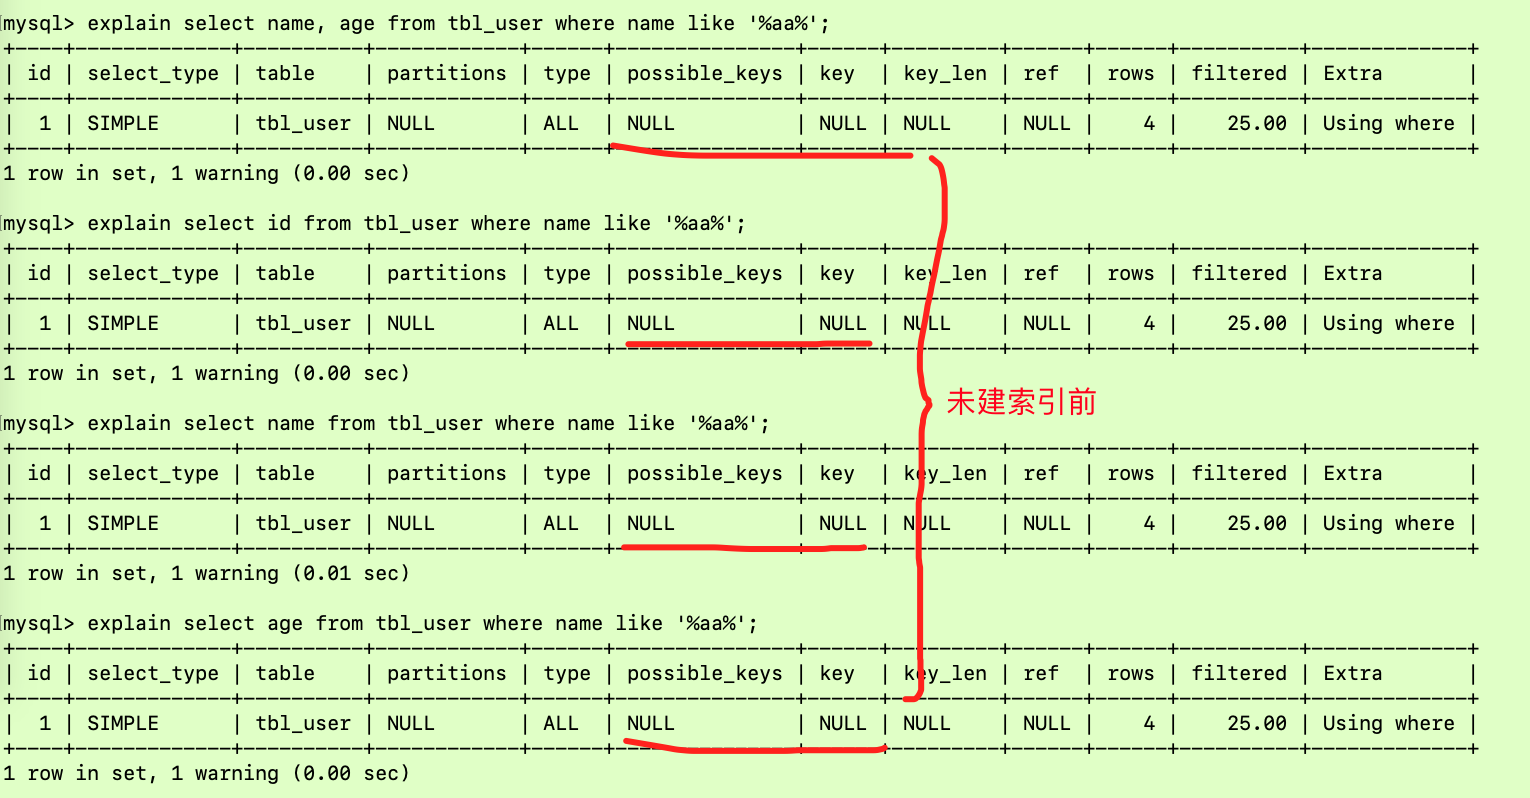 mysql> explain select name, age from tbl_user where name like '%aa%';
+----+-------------+----------+------------+------+---------------+------+---------+------+------+----------+-------------+
| id | select_type | table    | partitions | type | possible_keys | key  | key_len | ref  | rows | filtered | Extra       |
+----+-------------+----------+------------+------+---------------+------+---------+------+------+----------+-------------+
|  1 | SIMPLE      | tbl_user | NULL       | ALL  | NULL          | NULL | NULL    | NULL |    4 |    25.00 | Using where |
+----+-------------+----------+------------+------+---------------+------+---------+------+------+----------+-------------+
1 row in set, 1 warning (0.00 sec)
mysql> explain select id from tbl_user where name like '%aa%';
+----+-------------+----------+------------+------+---------------+------+---------+------+------+----------+-------------+
| id | select_type | table    | partitions | type | possible_keys | key  | key_len | ref  | rows | filtered | Extra       |
+----+-------------+----------+------------+------+---------------+------+---------+------+------+----------+-------------+
|  1 | SIMPLE      | tbl_user | NULL       | ALL  | NULL          | NULL | NULL    | NULL |    4 |    25.00 | Using where |
+----+-------------+----------+------------+------+---------------+------+---------+------+------+----------+-------------+
1 row in set, 1 warning (0.00 sec)
未建索引前
mysql> explain select name from tbl_user where name like '%aa%';
+----+-------------+----------+------------+------+---------------+------+---------+------+------+----------+-------------+
| id | select_type | table    | partitions | type | possible_keys | key  | key_len | ref  | rows | filtered | Extra       |
+----+-------------+----------+------------+------+---------------+------+---------+------+------+----------+-------------+
|  1 | SIMPLE      | tbl_user | NULL       | ALL  | NULL          | NULL | NULL    | NULL |    4 |    25.00 | Using where |
+----+-------------+----------+------------+------+---------------+------+---------+------+------+----------+-------------+
1 row in set, 1 warning (0.01 sec)
mysql> explain select age from tbl_user where name like '%aa%';
+----+-------------+----------+------------+------+---------------+------+---------+------+------+----------+-------------+
| id | select_type | table    | partitions | type | possible_keys | key  | key_len | ref  | rows | filtered | Extra       |
+----+-------------+----------+------------+------+---------------+------+---------+------+------+----------+-------------+
|  1 | SIMPLE      | tbl_user | NULL       | ALL  | NULL          | NULL | NULL    | NULL |    4 |    25.00 | Using where |
+----+-------------+----------+------------+------+---------------+------+---------+------+------+----------+-------------+
1 row in set, 1 warning (0.00 sec)